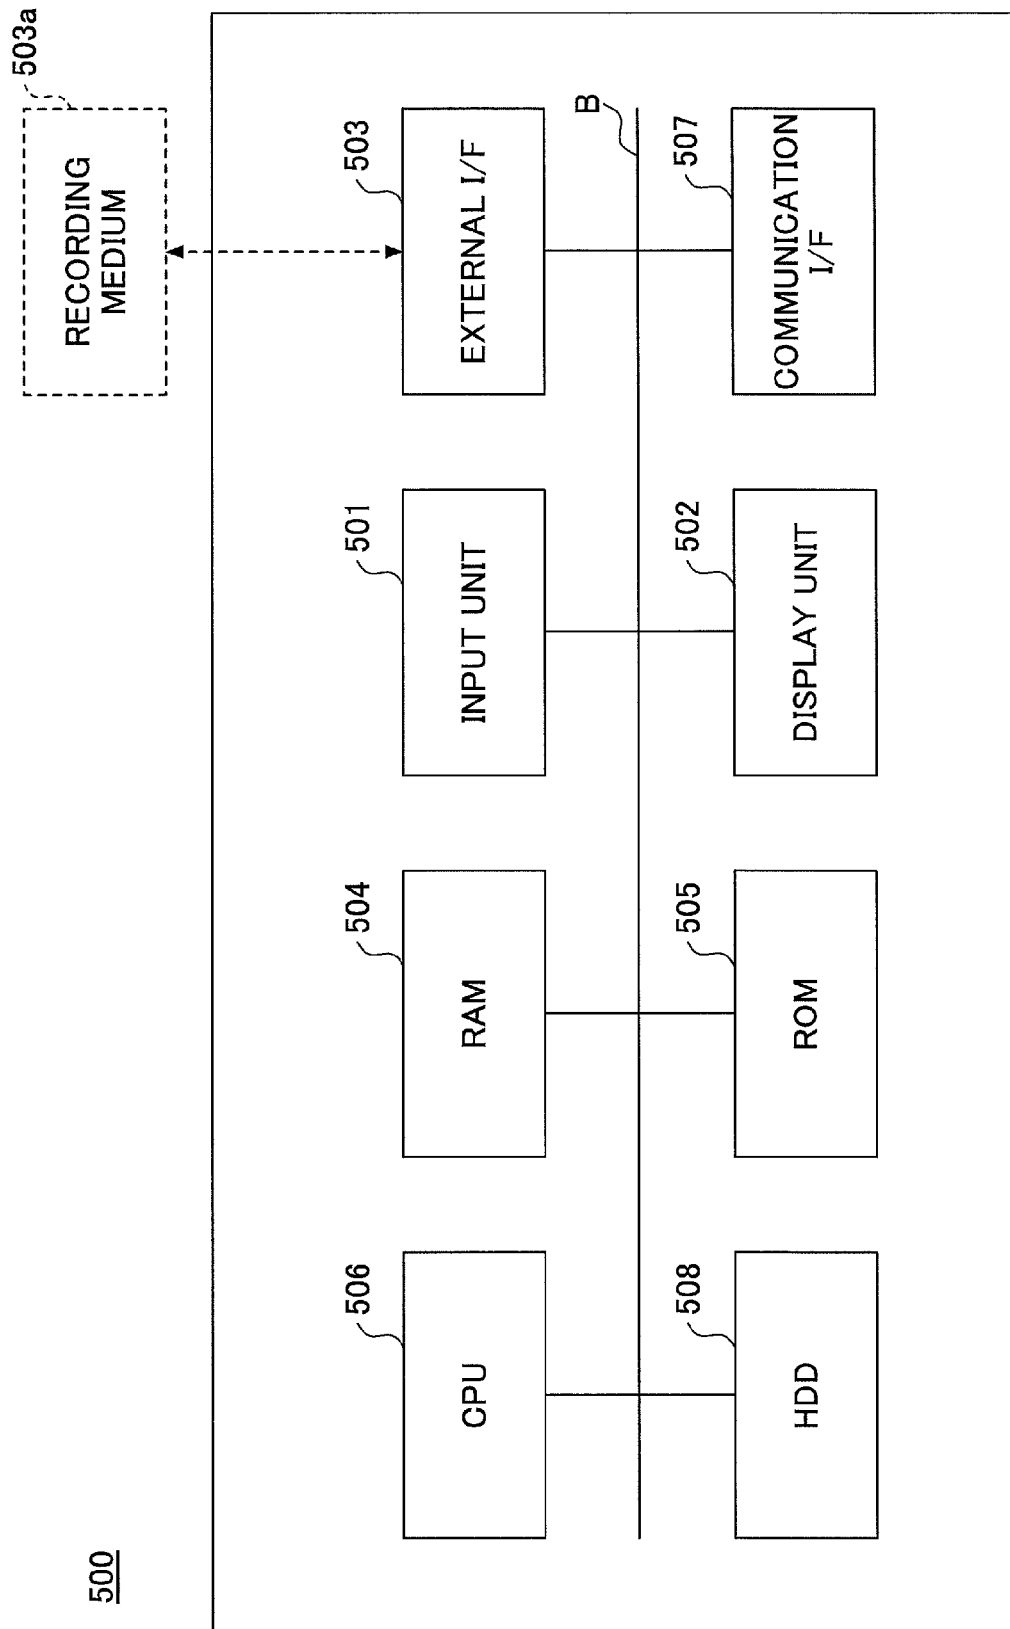 500
503a
RECORDING
MEDIUM
506
CPU
504
RAM
501
INPUT UNIT
503
EXTERNAL I/F
B
508
HDD
505
ROM
502
DISPLAY UNIT
507
COMMUNICATION
I/F